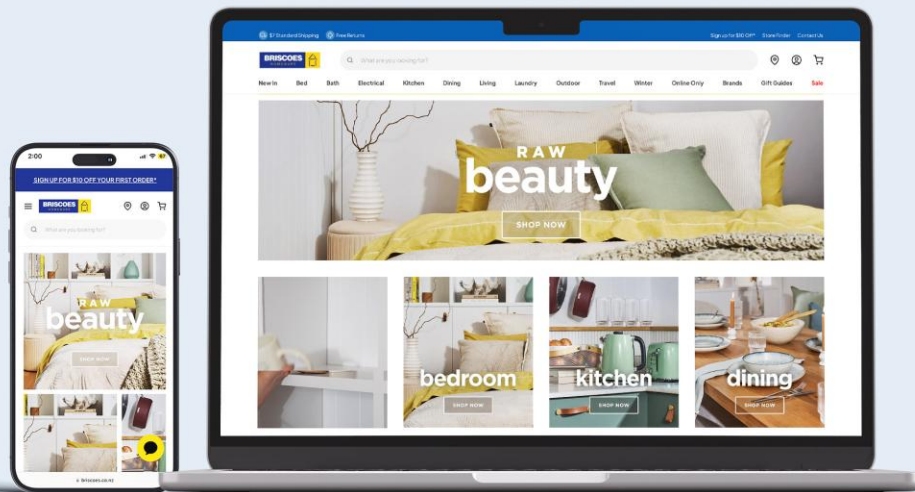 2:00
67
SIGN UP FOR $10 OFF YOUR FIRST ORDER*
BRISCOES
HOMEWARE
What are you looking for?
RAW
beauty
SHOP NOW
briscoes.co.nz
$7 Standard Shipping
Free Returns
Sign up for $10 Off*
Store Finder
Contact Us
BRISCOES
HOMEWARE
What are you looking for?
New In Bed Bath Electrical Kitchen Dining Living Laundry Outdoor Travel Winter Online Only Brands Gift Guides Sale
RAW
beauty
SHOP NOW
bedroom
SHOP NOW
kitchen
SHOP NOW
dining
SHOP NOW